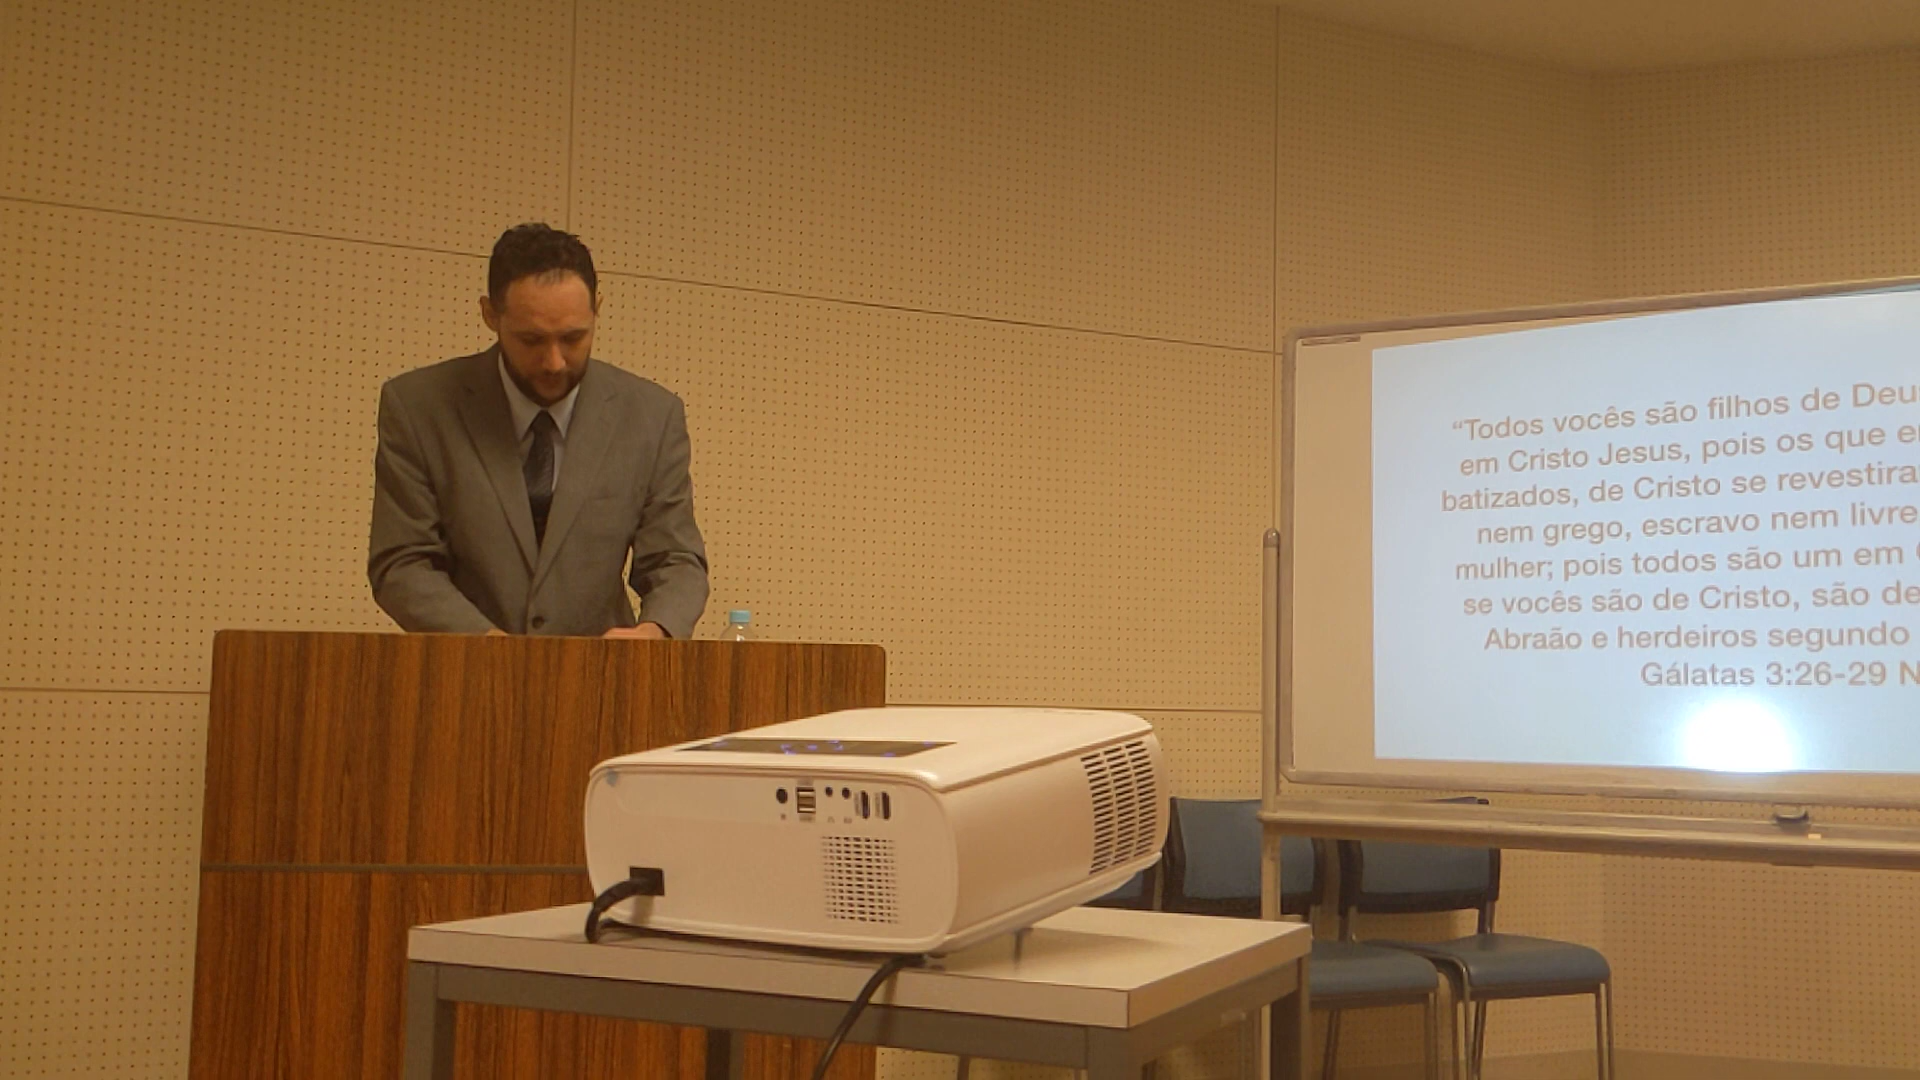 “Todos vocês são filhos de Deu
em Cristo Jesus, pois os que e
batizados, de Cristo se revestira
nem grego, escravo nem livre
mulher; pois todos são um em
se vocês são de Cristo, são de
Abraão e herdeiros segundo
Gálatas 3:26-29 N